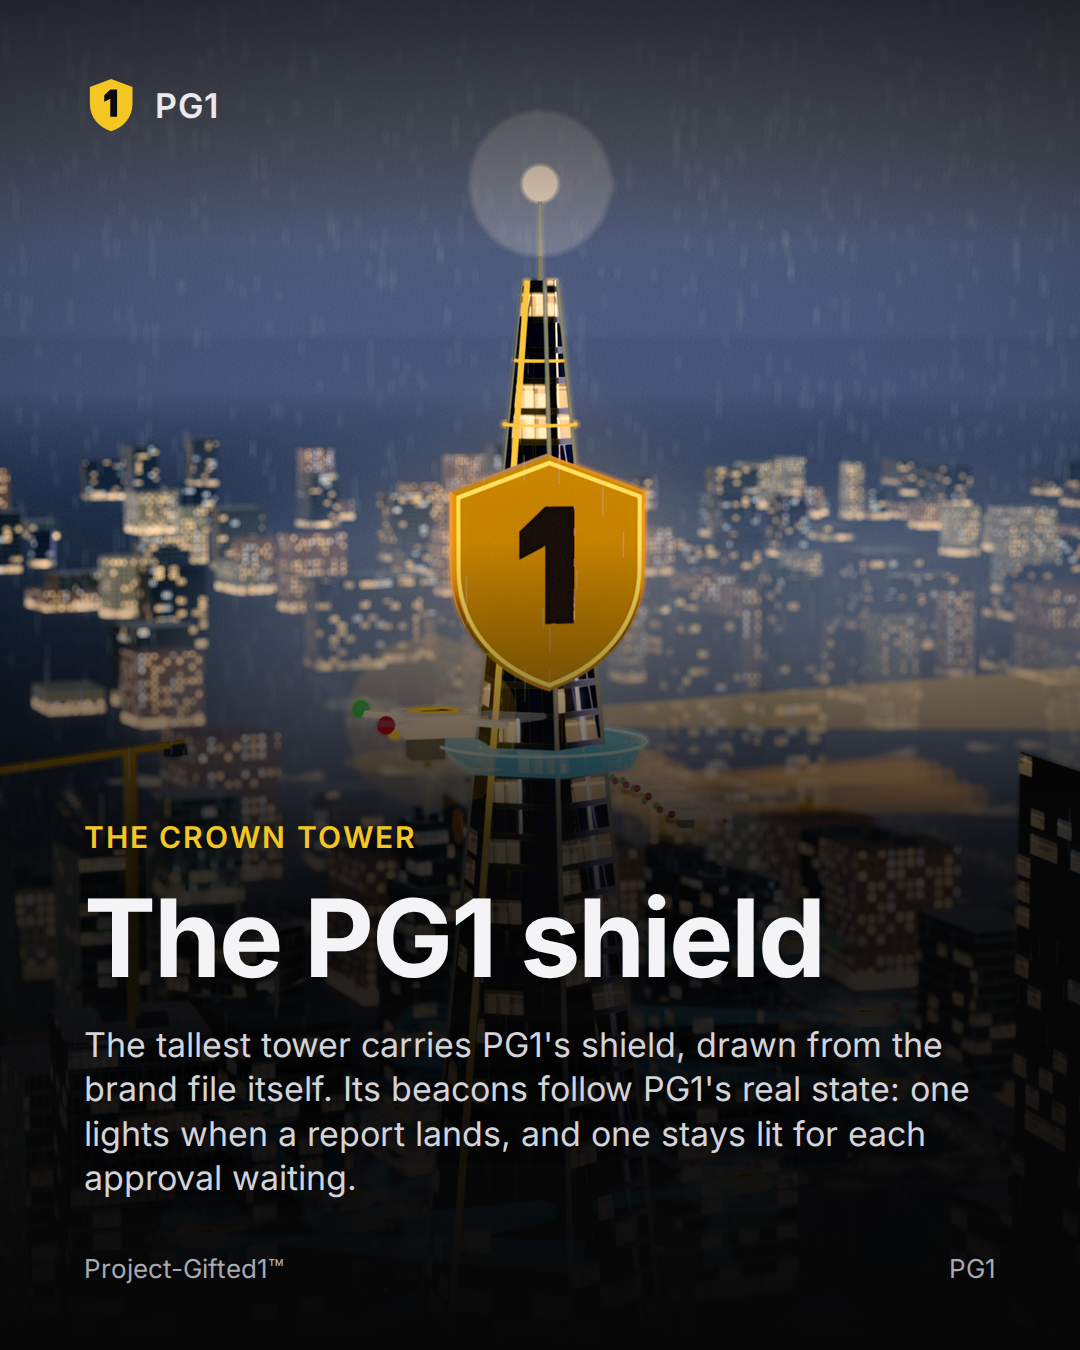 1 PG1
1
THE CROWN TOWER
The PG1 shield
The tallest tower carries PG1's shield, drawn from the
brand file itself. Its beacons follow PG1's real state: one
lights when a report lands, and one stays lit for each
approval waiting.
Project-Gifted1™ PG1